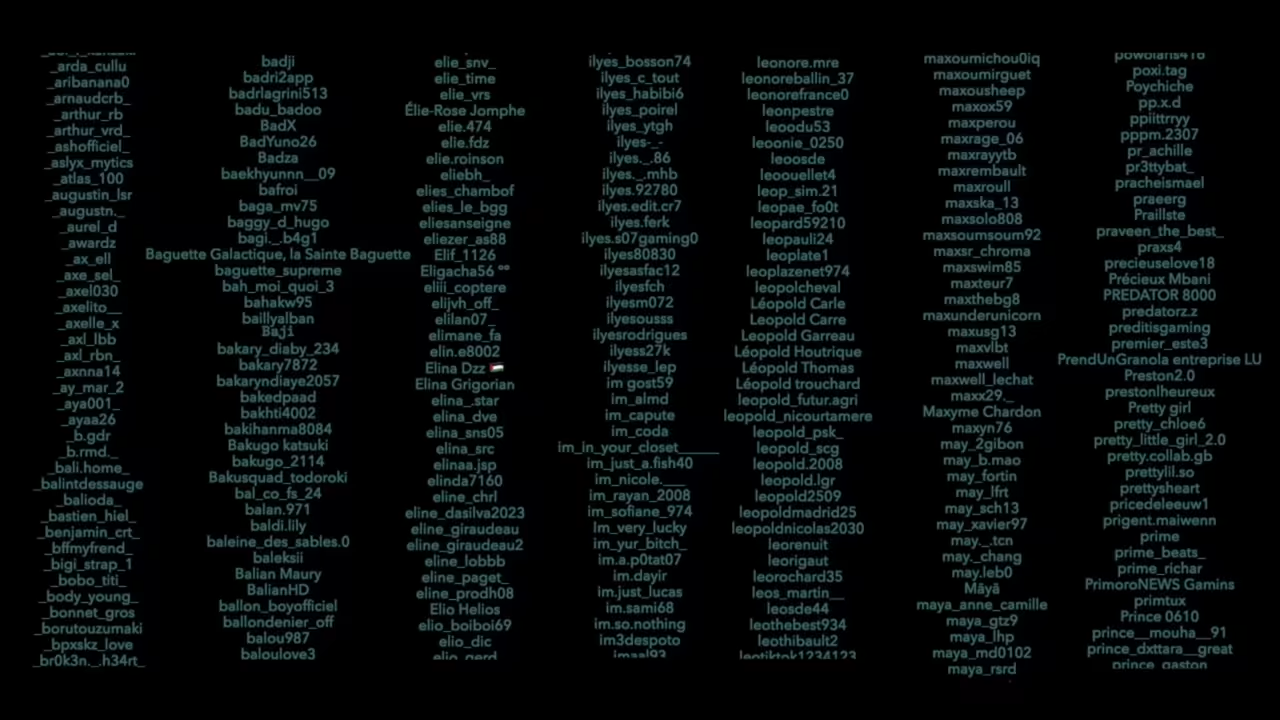 _arda_cullu
_aribanana0
_arnaudcrb_
_arthur_rb
_arthur_vrd_
_ashofficiel_
_aslyx_mytics
_atlas_100
_augustin_lsr
_augustn._
_aurel_d
_awardz
_ax_ell
_axe_sel_
_axel030
_axelito__
_axelle_x
_axl_lbb
_axl_rbn_
_axnna14
_ay_mar_2
_aya001_
_ayaa26
_b.gdr
_b.rmd._
_bali.home_
_balintdessauge
_balioda_
_bastien_hiel_
_benjamin_crt_
_bffmyfrend_
_bigi_strap_1
_bobo_titi_
_body_young_
_bonnet_gros
_borutouzumaki
_bpxskz_love
_br0k3n._.h34rt_
badji
badri2app
badrlagrini513
badu_badoo
BadX
BadYuno26
Badza
baekhyunnn__09
bafroi
baga_mv75
baggy_d_hugo
bagi._.b4g1
Baguette Galactique, la Sainte Baguette
baguette_supreme
bah_moi_quoi_3
bahakw95
baillyalban
Baji
bakary_diaby_234
bakary7872
bakaryndiaye2057
bakedpaad
bakhti4002
bakihanma8084
Bakugo katsuki
bakugo_2114
Bakusquad_todoroki
bal_co_fs_24
balan.971
baldi.lily
baleine_des_sables.0
baleksii
Balian Maury
BalianHD
ballon_boyofficiel
ballondenier_off
balou987
baloulove3
elie_snv_
elie_time
elie_vrs
Élie-Rose Jomphe
elie.474
elie.fdz
elie.roinson
eliebh_
elies_chambof
elies_le_bgg
eliesanseigne
eliezer_as88
Elif_1126
Eligacha56 °°
eliii_coptere
elijvh_off_
elilan07_
elimane_fa
elin.e8002
Elina Dzz
Elina Grigorian
elina_.star
elina_dve
elina_sns05
elina_src
elinaa.jsp
elinda7160
eline_chrl
eline_dasilva2023
eline_giraudeau
eline_giraudeau2
eline_lobbb
eline_paget_
eline_prodh08
Elio Helios
elio_boiboi69
elio_dic
elio_gerd
ilyes_bosson74
ilyes_c_tout
ilyes_habibi6
ilyes_poirel
ilyes_ytgh
ilyes-_-
ilyes._.86
ilyes._.mhb
ilyes.92780
ilyes.edit.cr7
ilyes.ferk
ilyes.s07gaming0
ilyes80830
ilyesasfac12
ilyesfch
ilyesm072
ilyesousss
ilyesrodrigues
ilyess27k
ilyesse_lep
im gost59
im_almd
im_capute
im_coda
im_in_your_closet______
im_just_a.fish40
im_nicole.___
im_rayan_2008
im_sofiane_974
Im_very_lucky
im_yur_bitch_
im.a.p0tat07
im.dayir
im.just_lucas
im.sami68
im.so.nothing
im3despoto
imaal93
leonore.mre
leonoreballin_37
leonorefrance0
leonpestre
leoodu53
leoonie_0250
leoosde
leoouellet4
leop_sim.21
leopae_fo0t
leopard59210
leopauli24
leoplate1
leoplazenet974
leopolcheval
Léopold Carle
Leopold Carre
Leopold Garreau
Léopold Houtrique
Léopold Thomas
Léopold trouchard
leopold_futur.agri
leopold_nicourtamere
leopold_psk_
leopold_scg
leopold.2008
leopold.lgr
leopold2509
leopoldmadrid25
leopoldnicolas2030
leorenuit
leorigaut
leorochard35
leos_martin__
leosde44
leothebest934
leothibault2
leotiktok1234123
maxoumichou0iq
maxoumirguet
maxousheep
maxox59
maxperou
maxrage_06
maxrayytb
maxrembault
maxroull
maxska_13
maxsolo808
maxsoumsoum92
maxsr_chroma
maxswim85
maxteur7
maxthebg8
maxunderunicorn
maxusg13
maxvlbt
maxwell
maxwell_lechat
maxx29._
Maxyme Chardon
maxyn76
may_2gibon
may_b.mao
may_fortin
may_lfrt
may_sch13
may_xavier97
may._.tcn
may._chang
may.leb0
Mäyä
maya_anne_camille
maya_gtz9
maya_lhp
maya_md0102
maya_rsrd
powolaris416
poxi.tag
Poychiche
pp.x.d
ppiittrryy
pppm.2307
pr_achille
pr3ttybat_
pracheismael
praeerg
Praillste
praveen_the_best_
praxs4
precieuselove18
Précieux Mbani
PREDATOR 8000
predatorz.z
preditisgaming
premier_este3
PrendUnGranola entreprise LU
Preston2.0
prestonlheureux
Pretty girl
pretty_chloe6
pretty_little_girl_2.0
pretty.collab.gb
prettylil.so
prettysheart
pricedeleeuw1
prigent.maiwenn
prime
prime_beats_
prime_richar
PrimoroNEWS Gamins
primtux
Prince 0610
prince__mouha__91
prince_dxttara__great
prince_gaston